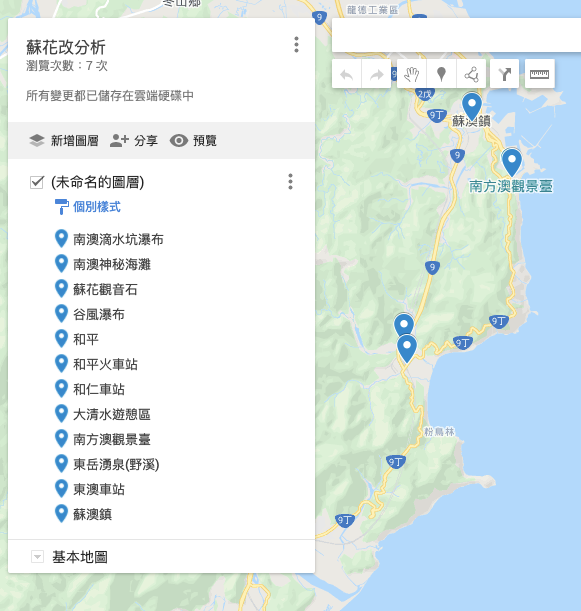 冬山鄉
龍德工業區
9
蘇花改分析
瀏覽次數：7 次
所有變更都已儲存在雲端硬碟中
9
2戊
9丁
蘇澳鎮
新增圖層
分享
預覽
(未命名的圖層)
個別樣式
南方澳觀景臺
南澳滴水坑瀑布
南澳神秘海灘
蘇花觀音石
谷風瀑布
和平
和平火車站
和仁車站
大清水遊憩區
南方澳觀景臺
東岳湧泉(野溪)
東澳車站
蘇澳鎮
基本地圖
9
9丁
9丁
粉鳥林
9丁
9丁